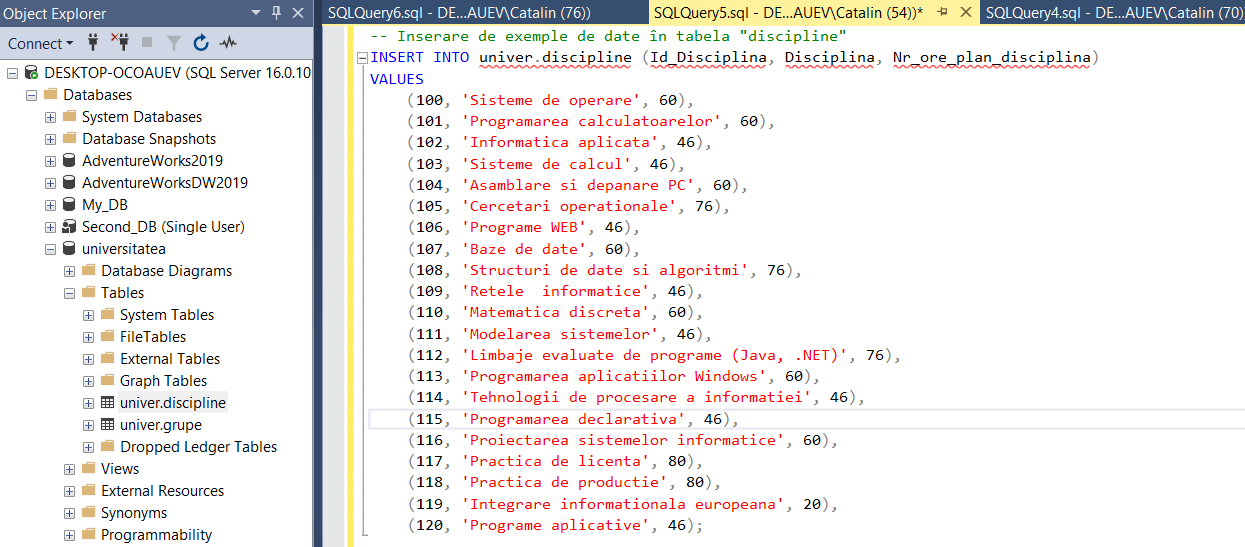 Object Explorer
Connect
DESKTOP-OCOAUEV (SQL Server 16.0.10
Databases
System Databases
Database Snapshots
AdventureWorks2019
AdventureWorksDW2019
My_DB
Second_DB (Single User)
universitatea
Database Diagrams
Tables
System Tables
FileTables
External Tables
Graph Tables
univer.discipline
univer.grupe
Dropped Ledger Tables
Views
External Resources
Synonyms
Programmability
SQLQuery6.sql - DE...AUEV\Catalin (76))
SQLQuery5.sql - DE...AUEV\Catalin (54))*
SQLQuery4.sql - DE...AUEV\Catalin (70)
-- Inserare de exemple de date în tabela "discipline"
INSERT INTO univer.discipline (Id_Disciplina, Disciplina, Nr_ore_plan_disciplina)
VALUES
(100, 'Sisteme de operare', 60),
(101, 'Programarea calculatoarelor', 60),
(102, 'Informatica aplicata', 46),
(103, 'Sisteme de calcul', 46),
(104, 'Asamblare si depanare PC', 60),
(105, 'Cercetari operationale', 76),
(106, 'Programe WEB', 46),
(107, 'Baze de date', 60),
(108, 'Structuri de date si algoritmi', 76),
(109, 'Retele  informatice', 46),
(110, 'Matematica discreta', 60),
(111, 'Modelarea sistemelor', 46),
(112, 'Limbaje evaluate de programe (Java, .NET)', 76),
(113, 'Programarea aplicatiilor Windows', 60),
(114, 'Tehnologii de procesare a informatiei', 46),
(115, 'Programarea declarativa', 46),
(116, 'Proiectarea sistemelor informatice', 60),
(117, 'Practica de licenta', 80),
(118, 'Practica de productie', 80),
(119, 'Integrare informationala europeana', 20),
(120, 'Programe aplicative', 46);